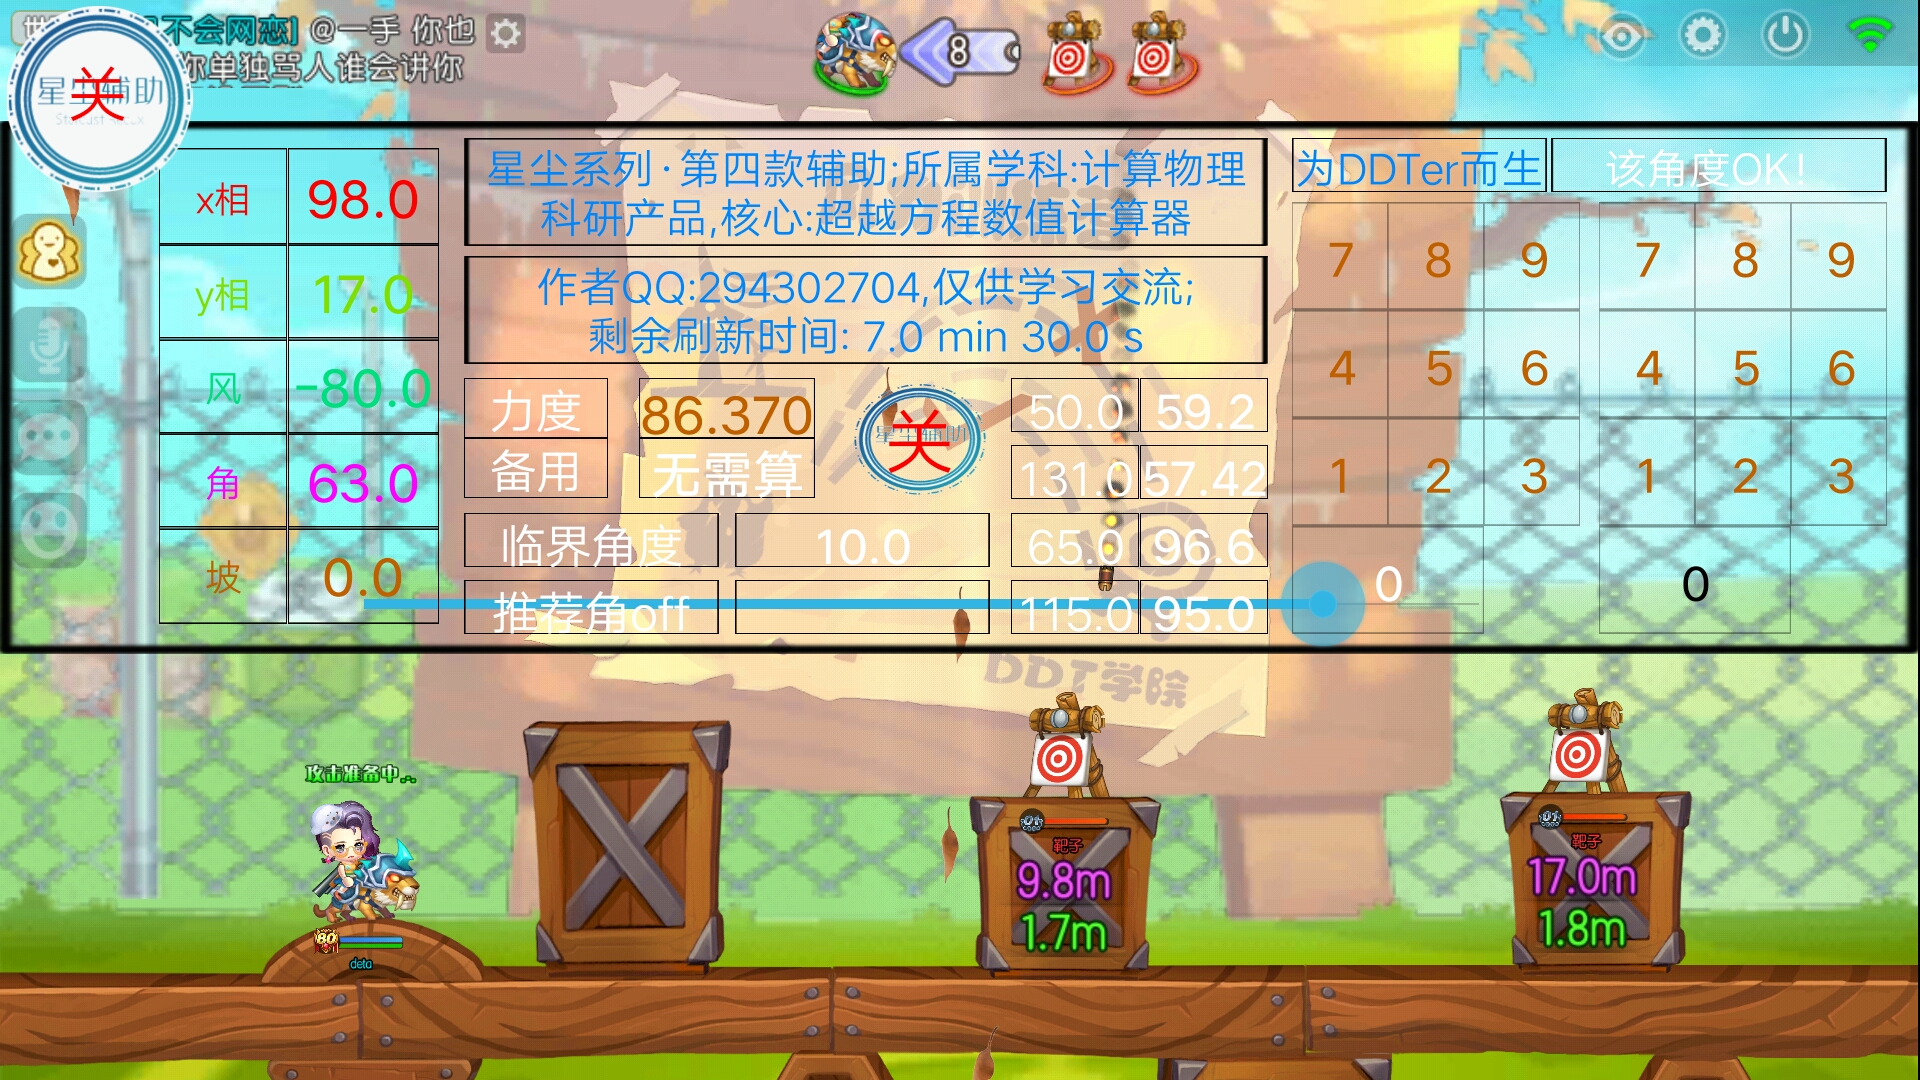 不会网恋] @一手 你也
你单独骂人谁会讲你
8
星尘辅助
关
x相 98.0
y相 17.0
风 -80.0
角 63.0
坡 0.0
星尘系列·第四款辅助;所属学科:计算物理
科研产品,核心:超越方程数值计算器
作者QQ:294302704,仅供学习交流;
剩余刷新时间: 7.0 min 30.0 s
力度 86.370
备用 无需算
星尘辅助
关
50.0 59.2
131.0 57.42
65.0 96.6
115.0 95.0
临界角度 10.0
推荐角off
为DDTer而生 该角度OK!
7 8 9 7 8 9
4 5 6 4 5 6
1 2 3 1 2 3
0 0
DDT学院
攻击准备中...
80
deta
01
靶子
9.8m
1.7m
01
靶子
17.0m
1.8m